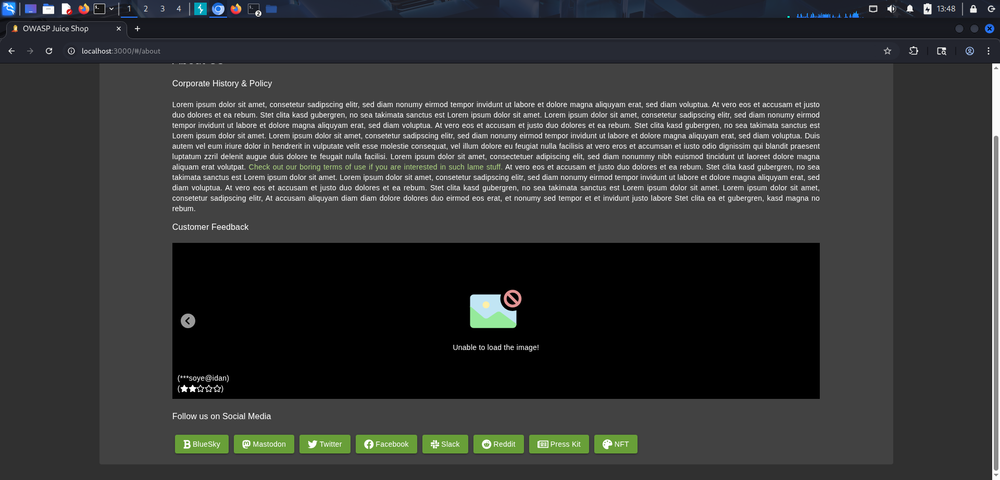 1 2 3 4
2
13:48
OWASP Juice Shop
localhost:3000/#/about
About Us
Corporate History & Policy
Lorem ipsum dolor sit amet, consetetur sadipscing elitr, sed diam nonumy eirmod tempor invidunt ut labore et dolore magna aliquyam erat, sed diam voluptua. At vero eos et accusam et justo
duo dolores et ea rebum. Stet clita kasd gubergren, no sea takimata sanctus est Lorem ipsum dolor sit amet. Lorem ipsum dolor sit amet, consetetur sadipscing elitr, sed diam nonumy eirmod
tempor invidunt ut labore et dolore magna aliquyam erat, sed diam voluptua. At vero eos et accusam et justo duo dolores et ea rebum. Stet clita kasd gubergren, no sea takimata sanctus est
Lorem ipsum dolor sit amet. Lorem ipsum dolor sit amet, consetetur sadipscing elitr, sed diam nonumy eirmod tempor invidunt ut labore et dolore magna aliquyam erat, sed diam voluptua. Duis
autem vel eum iriure dolor in hendrerit in vulputate velit esse molestie consequat, vel illum dolore eu feugiat nulla facilisis at vero eros et accumsan et iusto odio dignissim qui blandit praesent
luptatum zzril delenit augue duis dolore te feugait nulla facilisi. Lorem ipsum dolor sit amet, consectetuer adipiscing elit, sed diam nonummy nibh euismod tincidunt ut laoreet dolore magna
aliquam erat volutpat. Check out our boring terms of use if you are interested in such lame stuff. At vero eos et accusam et justo duo dolores et ea rebum. Stet clita kasd gubergren, no sea
takimata sanctus est Lorem ipsum dolor sit amet. Lorem ipsum dolor sit amet, consetetur sadipscing elitr, sed diam nonumy eirmod tempor invidunt ut labore et dolore magna aliquyam erat, sed
diam voluptua. At vero eos et accusam et justo duo dolores et ea rebum. Stet clita kasd gubergren, no sea takimata sanctus est Lorem ipsum dolor sit amet. Lorem ipsum dolor sit amet,
consetetur sadipscing elitr, At accusam aliquyam diam diam dolore dolores duo eirmod eos erat, et nonumy sed tempor et et invidunt justo labore Stet clita ea et gubergren, kasd magna no
rebum.
Customer Feedback
Unable to load the image!
(***soye@idan)
(★★☆☆☆)
Follow us on Social Media
BlueSky Mastodon Twitter Facebook Slack Reddit Press Kit NFT